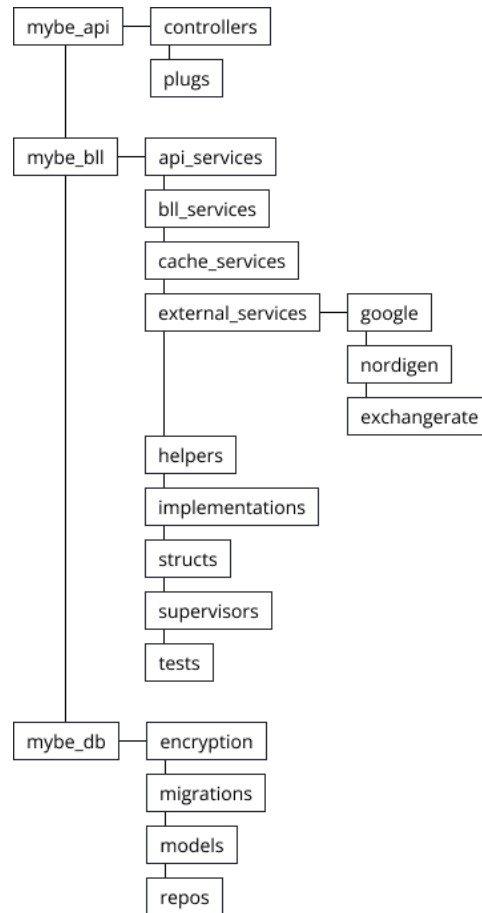 mybe_api
controllers
plugs
mybe_bll
api_services
bll_services
cache_services
external_services
google
nordigen
exchangerate
helpers
implementations
structs
supervisors
tests
mybe_db
encryption
migrations
models
repos